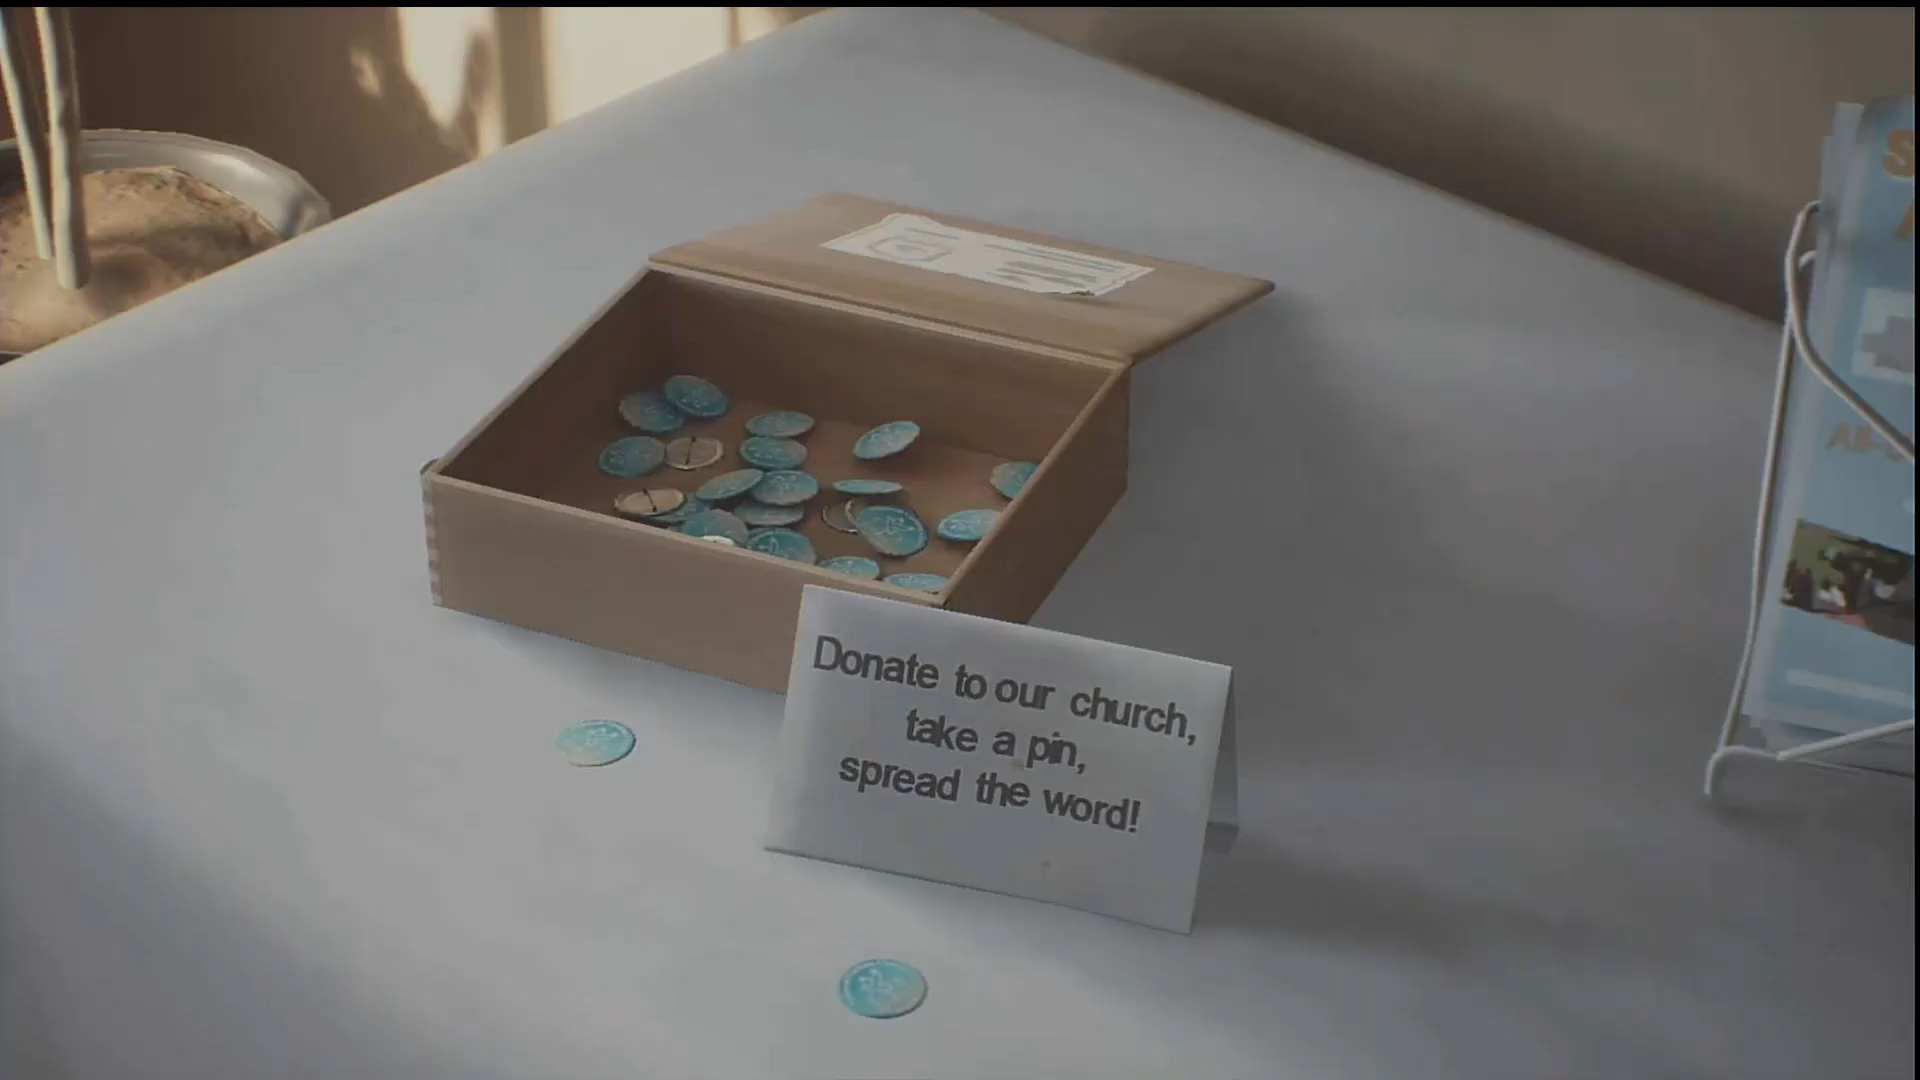 Donate to our church,
take a pin,
spread the word!